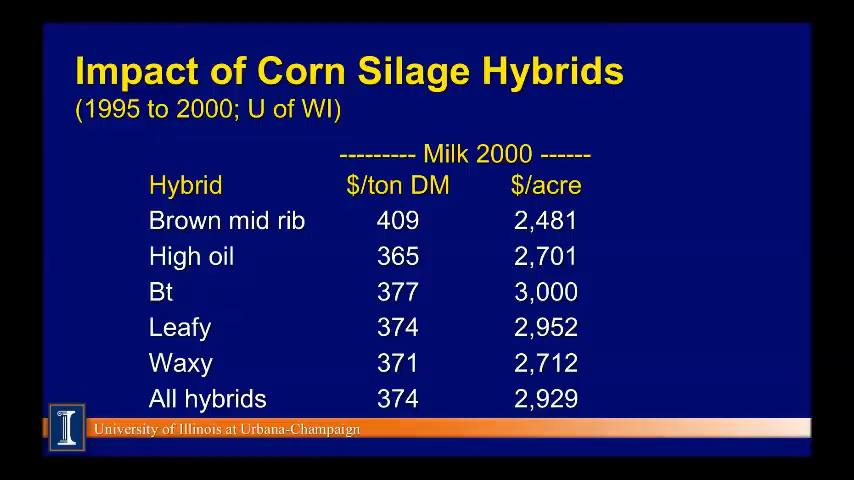 Impact of Corn Silage Hybrids
(1995 to 2000; U of WI)
--------- Milk 2000 ------
Hybrid $/ton DM $/acre
Brown mid rib 409 2,481
High oil 365 2,701
Bt 377 3,000
Leafy 374 2,952
Waxy 371 2,712
All hybrids 374 2,929
I University of Illinois at Urbana-Champaign